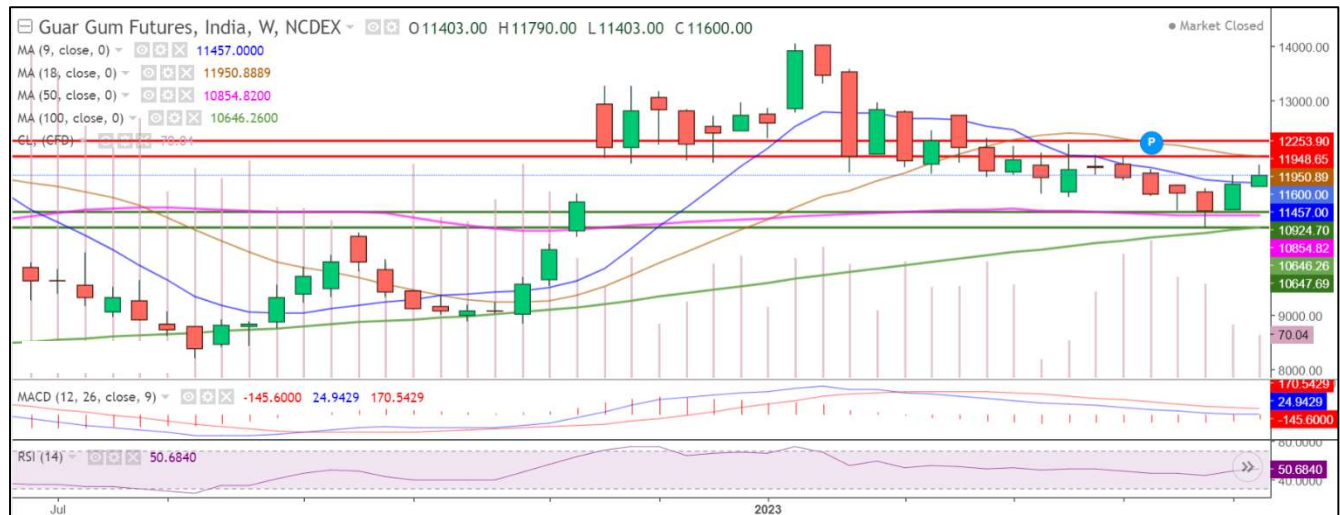 Guar Gum Futures, India, W, NCDEX O11403.00 H11790.00 L11403.00 C11600.00
Market Closed
MA (9, close, 0) 11457.0000
MA (18, close, 0) 11950.8889
MA (50, close, 0) 10854.8200
MA (100, close, 0) 10646.2600
CL, (CFD) 70.04
14000.00
13000.00
P
12253.90
11948.65
11950.89
11600.00
11457.00
10924.70
10854.82
10646.26
10647.69
9000.00
70.04
8000.00
MACD (12, 26, close, 9) -145.6000 24.9429 170.5429
170.5429
24.9429
-145.6000
RSI (14) 50.6840
80.0000
50.6840
40.0000
Jul
2023